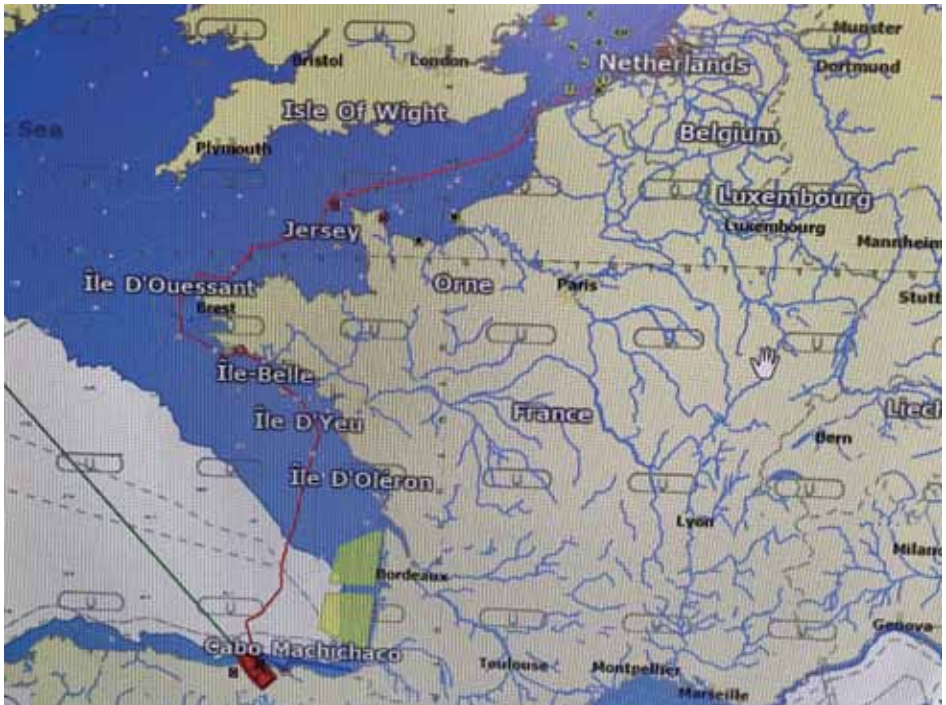 Munster
Bristol
London
Netherlands
Dortmund
Isle Of Wight
Sea
Belgium
Plymouth
Luxembourg
Jersey
Luxembourg
Mannheim
Île D'Ouessant
Orne
Paris
Brest
Stutt
U
U
U
U
U
Île-Belle
France
Liech
Île D'Yeu
Bern
Île D'Oléron
U
U
U
U
Lyon
Milano
Bordeaux
U
U
U
U
Genova
Cabo Machichaco
Toulouse
Montpellier
Marseille